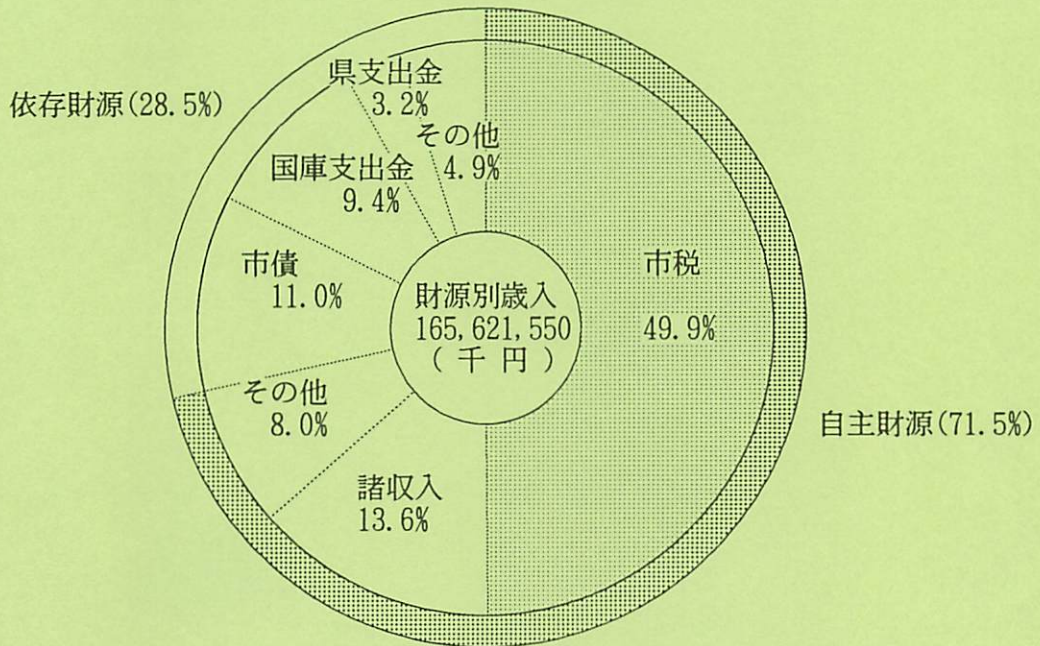 県支出金
3.2%
依存財源(28.5%)
その他
4.9%
国庫支出金
9.4%
市債
11.0%
財源別歳入
165,621,550
(千円)
市税
49.9%
その他
8.0%
自主財源(71.5%)
諸収入
13.6%